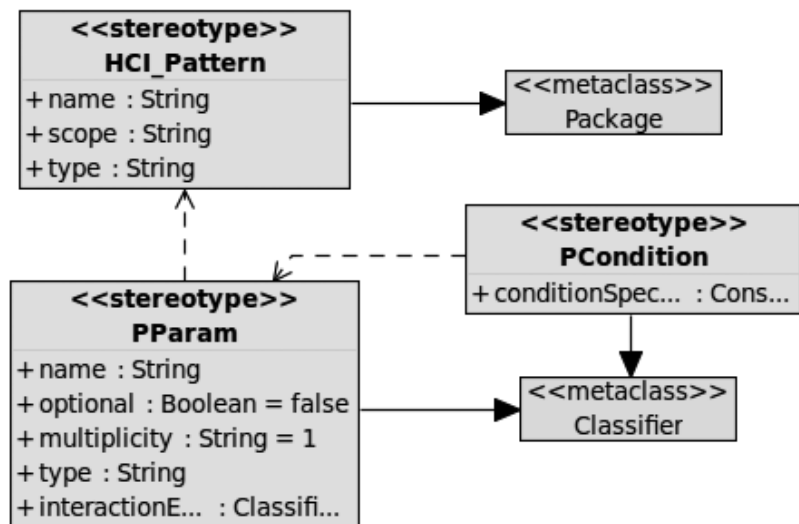 <<stereotype>>
HCI_Pattern
+ name : String
+ scope : String
+ type : String
<<metaclass>>
Package
<<stereotype>>
PCondition
+ conditionSpec... : Cons...
<<stereotype>>
PParam
+ name : String
+ optional : Boolean = false
+ multiplicity : String = 1
+ type : String
+ interactionE... : Classifi...
<<metaclass>>
Classifier